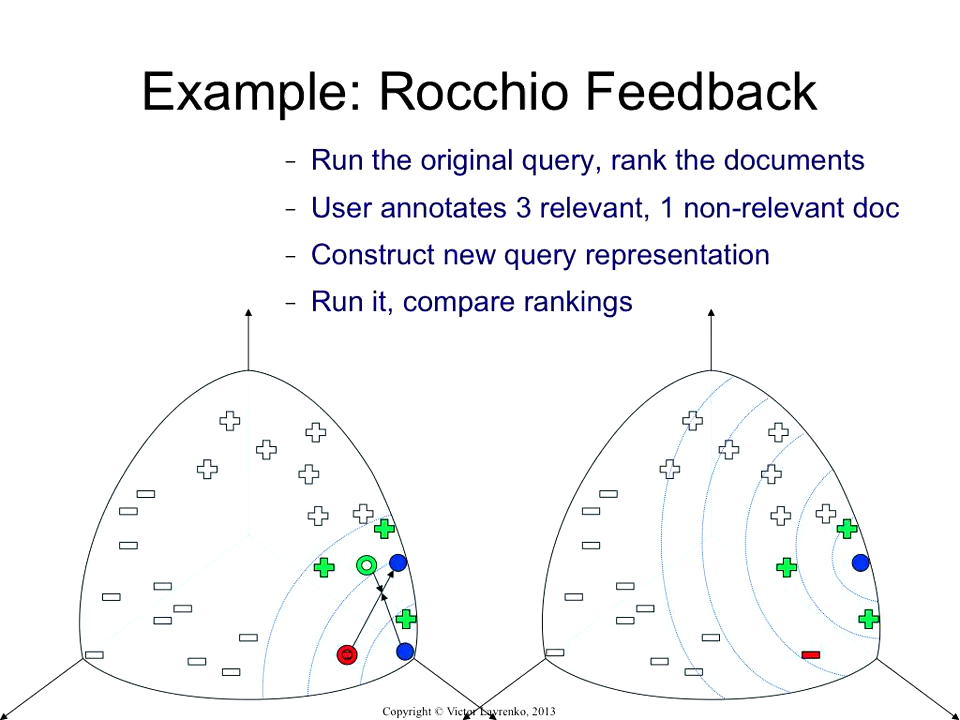 Example: Rocchio Feedback
– Run the original query, rank the documents
– User annotates 3 relevant, 1 non-relevant doc
– Construct new query representation
– Run it, compare rankings
Copyright © Victor Lavrenko, 2013